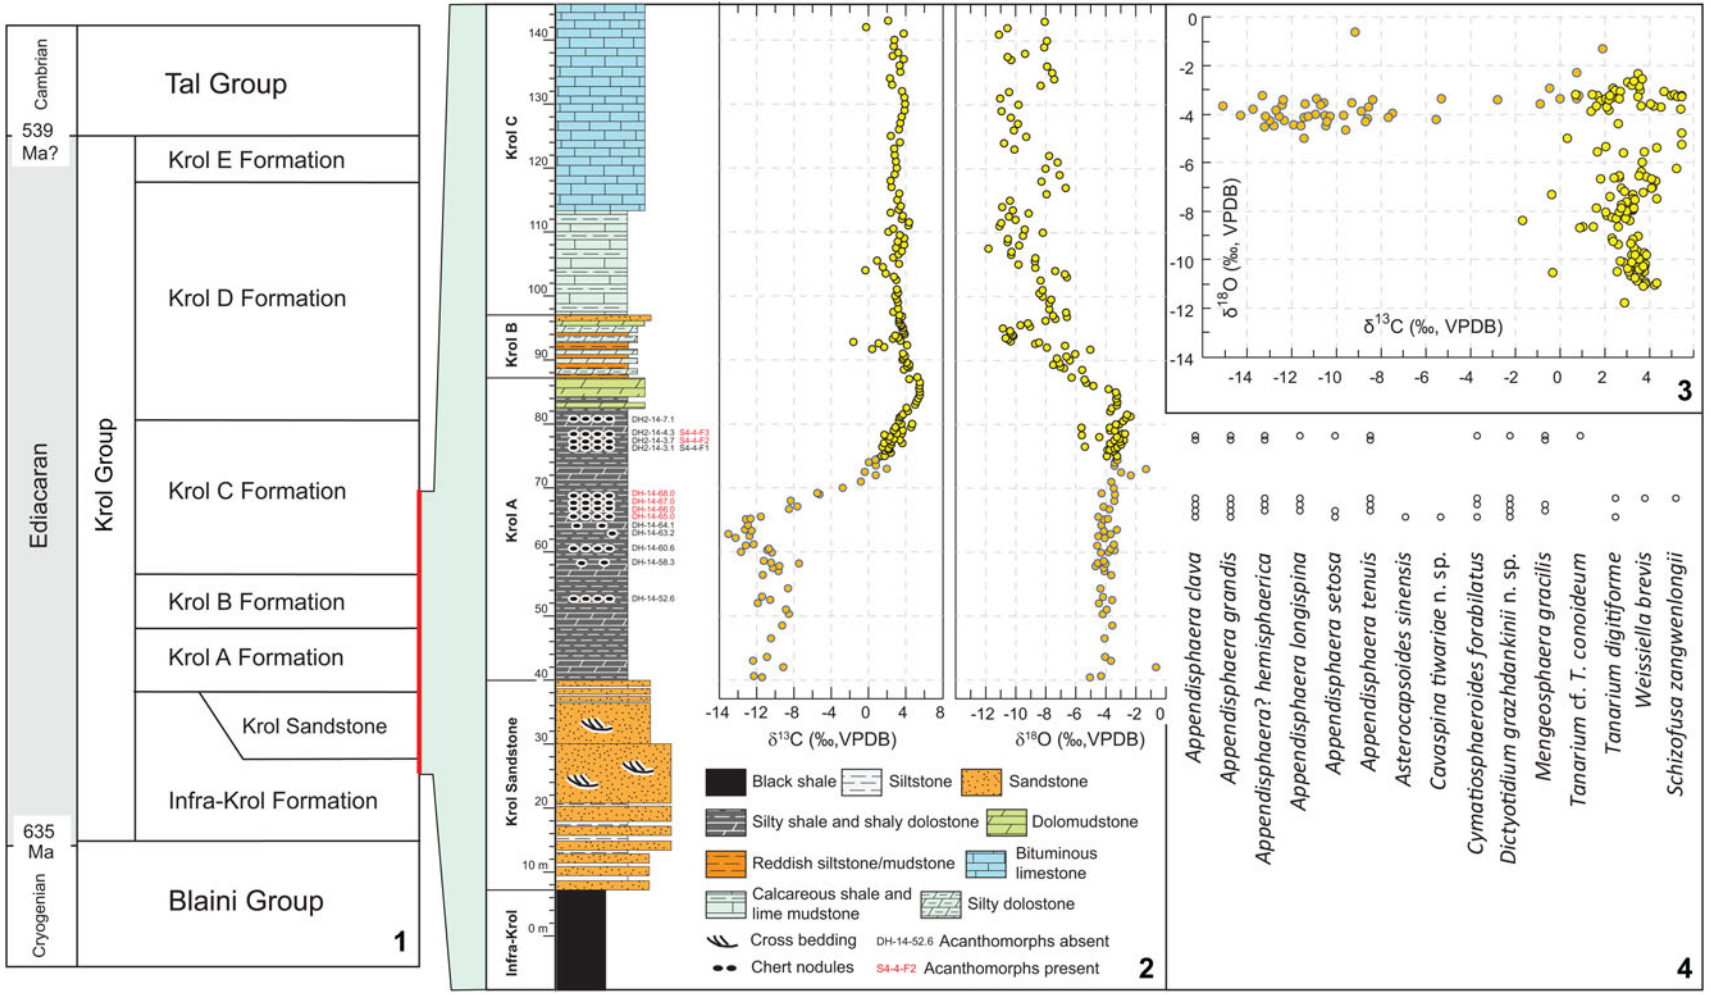 Cambrian
539
Ma?
Ediacaran
635
Ma
Cryogenian
Tal Group
Krol Group
Krol E Formation
Krol D Formation
Krol C Formation
Krol B Formation
Krol A Formation
Krol Sandstone
Infra-Krol Formation
Blaini Group
1
Krol C
Krol B
Krol A
Krol Sandstone
Infra-Krol
140
130
120
110
100
90
80
70
60
50
40
30
20
10 m
0 m
DH2-14-7.1
DH2-14-4.3 S4-4-F3
DH2-14-3.7 S4-4-F2
DH2-14-3.1 S4-4-F1
DH-14-68.0
DH-14-67.0
DH-14-66.0
DH-14-65.0
DH-14-64.1
DH-14-63.2
DH-14-60.6
DH-14-58.3
DH-14-52.6
-14 -12 -8 -4 0 4 8
δ13C (‰,VPDB)
-12 -10 -8 -6 -4 -2 0
δ18O (‰,VPDB)
Black shale
Siltstone
Sandstone
Silty shale and shaly dolostone
Dolomudstone
Reddish siltstone/mudstone
Bituminous
limestone
Calcareous shale and
lime mudstone
Silty dolostone
Cross bedding
DH-14-52.6 Acanthomorphs absent
Chert nodules
S4-4-F2 Acanthomorphs present
2
0
-2
-4
-6
-8
-10
-12
-14
δ18O (‰, VPDB)
δ13C (‰, VPDB)
-14 -12 -10 -8 -6 -4 -2 0 2 4
3
Appendisphaera clava
Appendisphaera grandis
Appendisphaera? hemisphaerica
Appendisphaera longispina
Appendisphaera setosa
Appendisphaera tenuis
Asterocapsoides sinensis
Cavaspina tiwariae n. sp.
Cymatiosphaeroides forabilatus
Dictyotidium grazhdankinii n. sp.
Mengeosphaera gracilis
Tanarium cf. T. conoideum
Tanarium digitiforme
Weissiella brevis
Schizofusa zangwenlongii
4